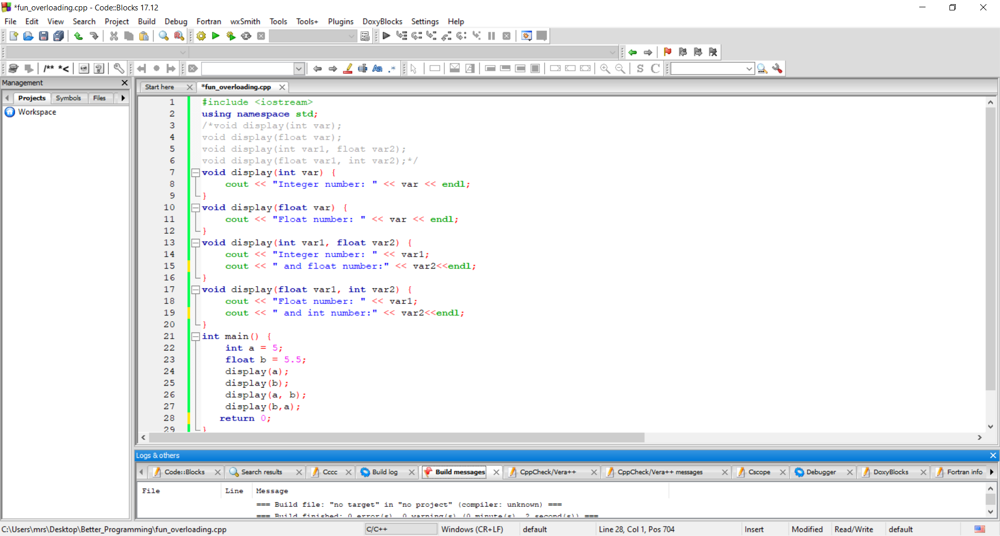 *fun_overloading.cpp - Code::Blocks 17.12
File Edit View Search Project Build Debug Fortran wxSmith Tools Tools+ Plugins DoxyBlocks Settings Help
/** *<
Aa .* S C
Management
Start here *fun_overloading.cpp
Projects Symbols Files
Workspace
1 #include <iostream>
2 using namespace std;
3 /*void display(int var);
4 void display(float var);
5 void display(int var1, float var2);
6 void display(float var1, int var2);*/
7 void display(int var) {
8 cout << "Integer number: " << var << endl;
9 }
10 void display(float var) {
11 cout << "Float number: " << var << endl;
12 }
13 void display(int var1, float var2) {
14 cout << "Integer number: " << var1;
15 cout << " and float number:" << var2<<endl;
16 }
17 void display(float var1, int var2) {
18 cout << "Float number: " << var1;
19 cout << " and int number:" << var2<<endl;
20 }
21 int main() {
22 int a = 5;
23 float b = 5.5;
24 display(a);
25 display(b);
26 display(a, b);
27 display(b,a);
28 return 0;
29 }
Logs & others
Code::Blocks Search results Cccc Build log Build messages CppCheck/Vera++ CppCheck/Vera++ messages Cscope Debugger DoxyBlocks Fortran info
File Line Message
=== Build file: "no target" in "no project" (compiler: unknown) ===
=== Build finished: 0 error(s), 0 warning(s) (0 minute(s), 2 second(s)) ===
C:\Users\mrs\Desktop\Better_Programming\fun_overloading.cpp C/C++ Windows (CR+LF) default Line 28, Col 1, Pos 704 Insert Modified Read/Write default